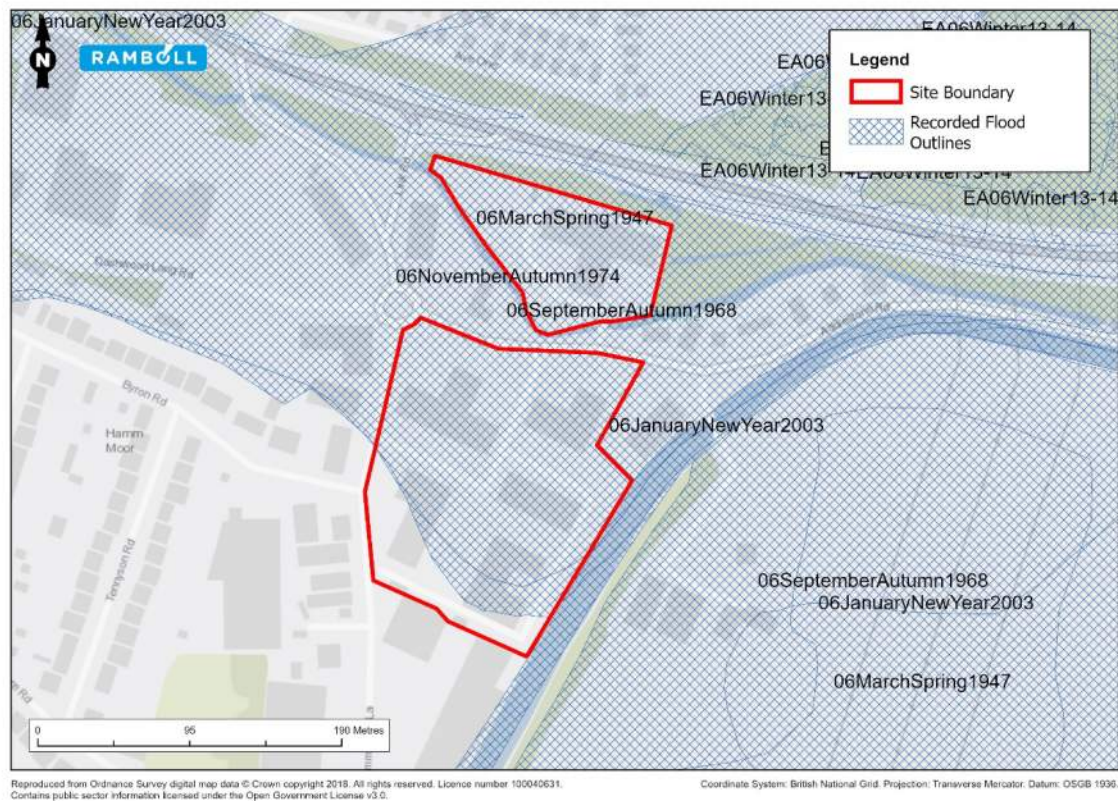 06JanuaryNewYear2003
N
RAMBOLL
EA06Winter13-14
Legend
Site Boundary
Recorded Flood
Outlines
EA06Winter13-14
EA06Winter13-14
06MarchSpring1947
06NovemberAutumn1974
06SeptemberAutumn1968
Dashwood Lang Rd
Byron Rd
Hamm
Moor
Tennyson Rd
06JanuaryNewYear2003
06SeptemberAutumn1968
06JanuaryNewYear2003
06MarchSpring1947
0 95 190 Metres
Reproduced from Ordnance Survey digital map data © Crown copyright 2018. All rights reserved. Licence number 100040631.
Contains public sector information licensed under the Open Government License v3.0.
Coordinate System: British National Grid. Projection: Transverse Mercator. Datum: OSGB 1936